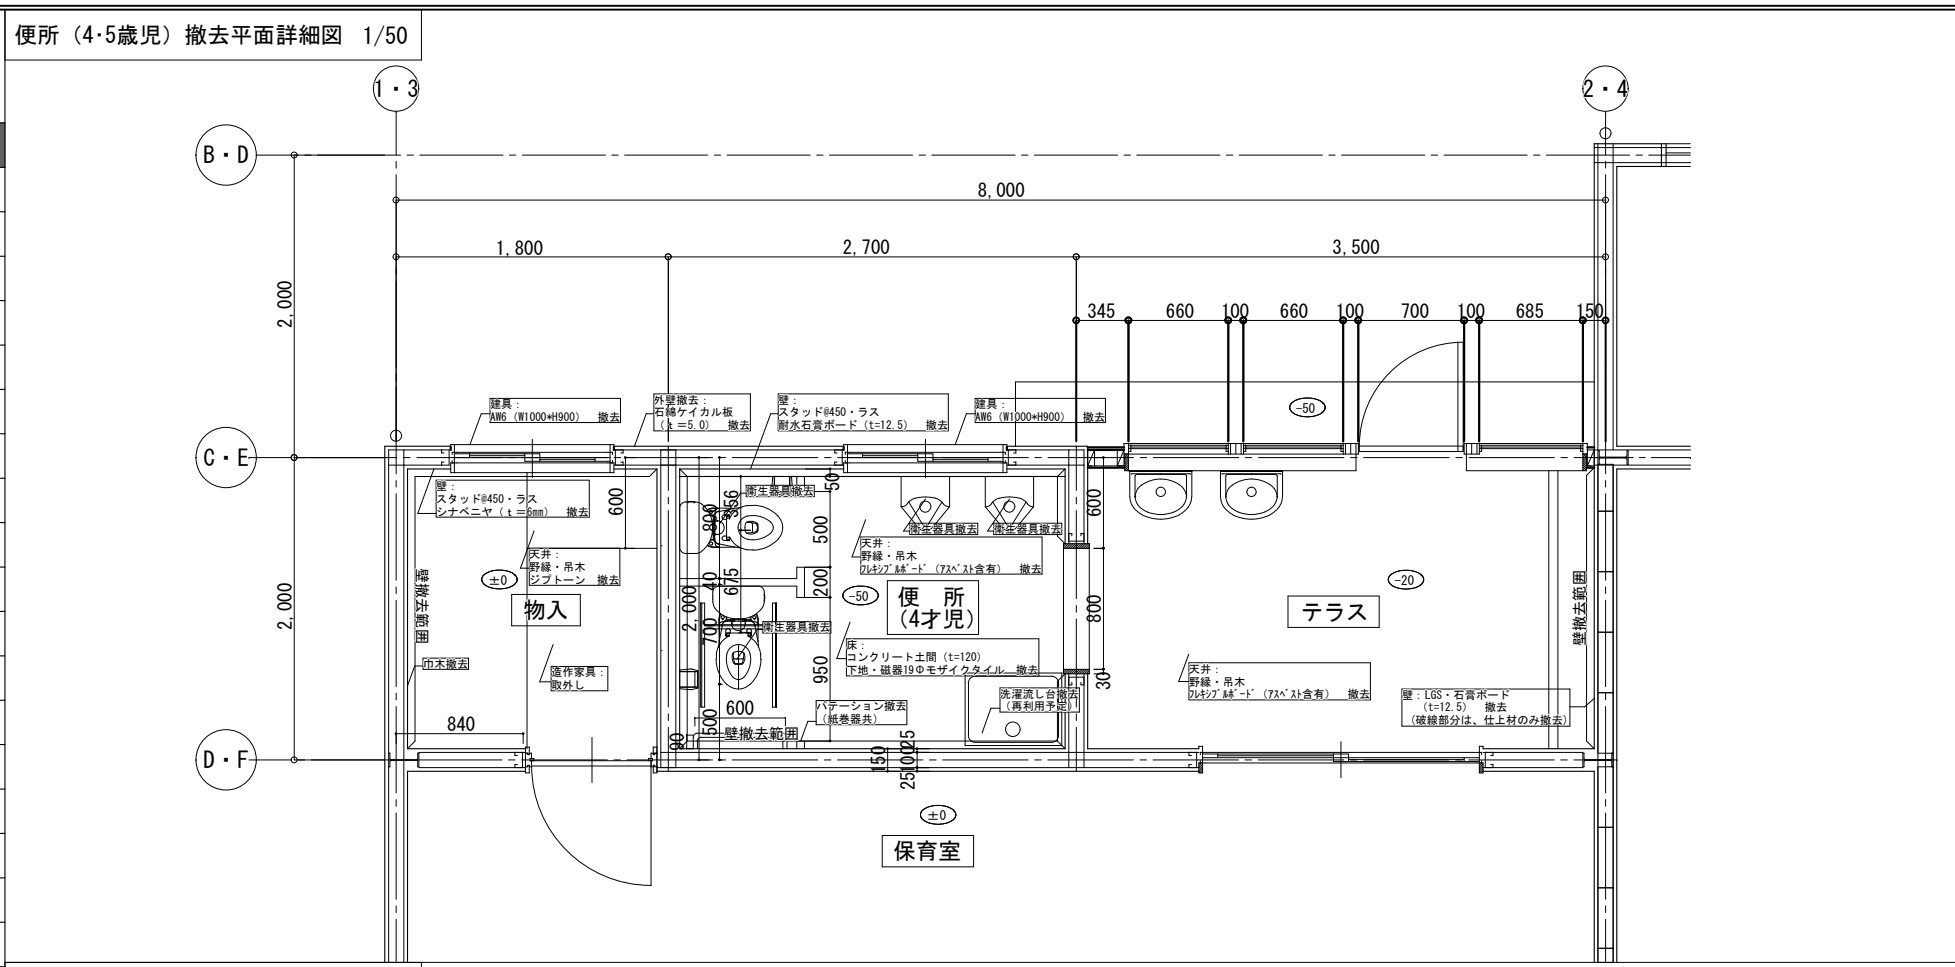 便所（4･5歳児）撤去平面詳細図 1/50
1・3
2・4
B・D
8,000
1,800
2,700
3,500
2,000
345
660
100
660
100
700
100
685
150
-50
建具：
AW6（W1000*H900） 撤去
外壁撤去：
石綿ケイカル板
（ｔ＝5.0） 撤去
壁：
スタッド@450・ラス
耐水石膏ボード（t=12.5） 撤去
建具：
AW6（W1000*H900） 撤去
C・E
壁：
スタッド@450・ラス
シナベニヤ（ｔ＝6mm） 撤去
600
800
356
衛生器具撤去
50
500
衛生器具撤去
衛生器具撤去
600
天井：
野縁・吊木
ジプトーン 撤去
天井：
野縁・吊木
ﾌﾚｷｼﾌﾞﾙﾎﾞｰﾄﾞ（ｱｽﾍﾞｽﾄ含有） 撤去
±0
壁撤去範囲
物入
2,000
40
675
200
-50
便 所
（4才児）
800
-20
テラス
壁撤去範囲
2,000
700
衛生器具撤去
床：
コンクリート土間（t=120）
下地・磁器19Φモザイクタイル 撤去
巾木撤去
造作家具：
取外し
950
30
天井：
野縁・吊木
ﾌﾚｷｼﾌﾞﾙﾎﾞｰﾄﾞ（ｱｽﾍﾞｽﾄ含有） 撤去
洗濯流し台撤去
（再利用予定）
壁：LGS・石膏ボード
（t=12.5） 撤去
（破線部分は、仕上材のみ撤去）
840
600
500
パテーション撤去
（紙巻器共）
90
壁撤去範囲
D・F
150
25
100
25
±0
保育室